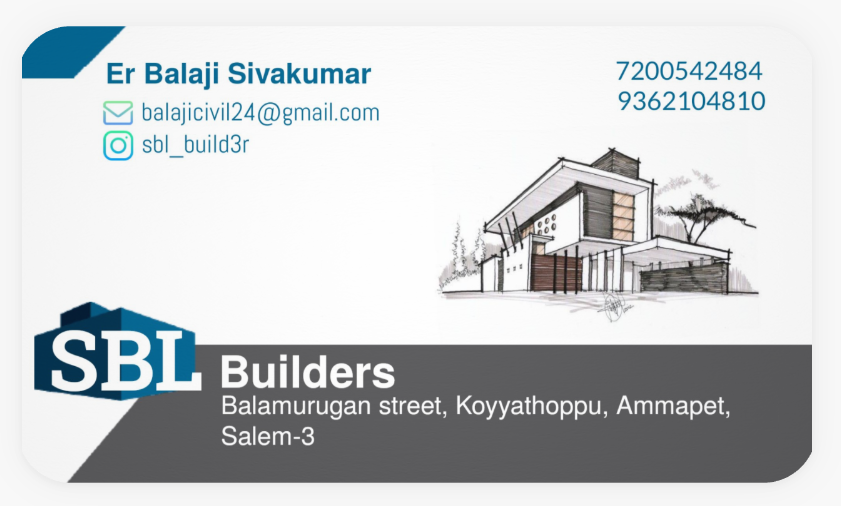 Er Balaji Sivakumar
balajicivil24@gmail.com
sbl_build3r
7200542484
9362104810
SBL
Builders
Balamurugan street, Koyyathoppu, Ammapet,
Salem-3